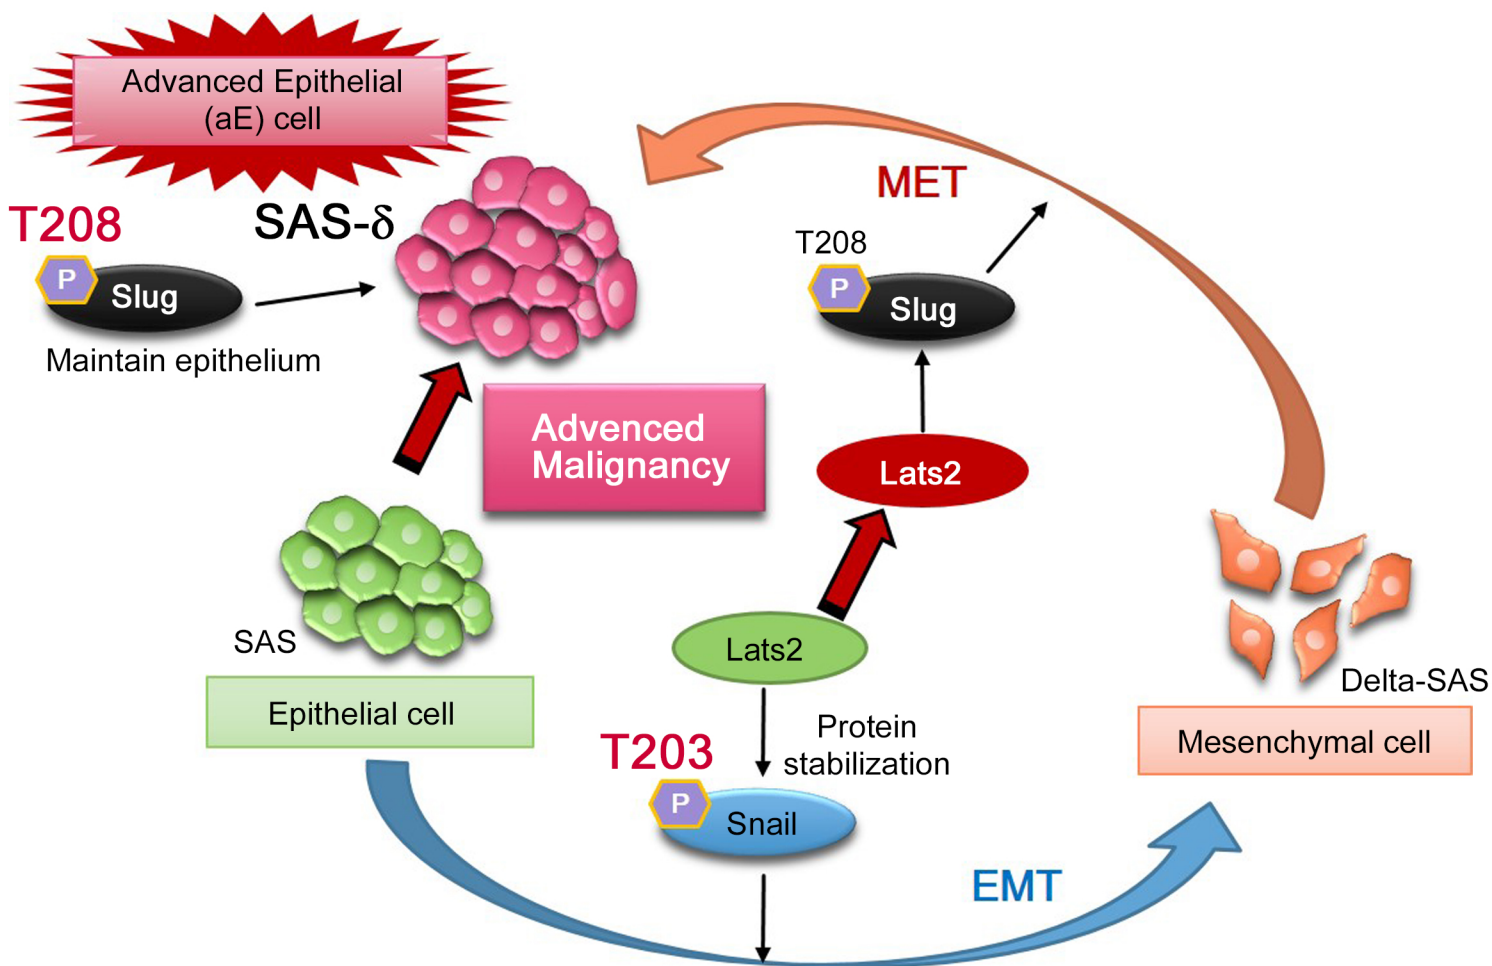 Advanced Epithelial
(aE) cell
T208
SAS-δ
P
Slug
Maintain epithelium
MET
T208
P
Slug
Advenced
Malignancy
Lats2
SAS
Epithelial cell
Lats2
Protein
stabilization
T203
P
Snail
EMT
Delta-SAS
Mesenchymal cell